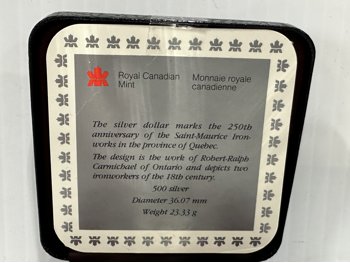 Royal Canadian Mint
Monnaie royale canadienne
The silver dollar marks the 250th
anniversary of the Saint-Maurice Iron-
works in the province of Quebec.
The design is the work of Robert-Ralph
Carmichael of Ontario and depicts two
ironworkers of the 18th century.
500 silver
Diameter 36.07 mm
Weight 23.33 g